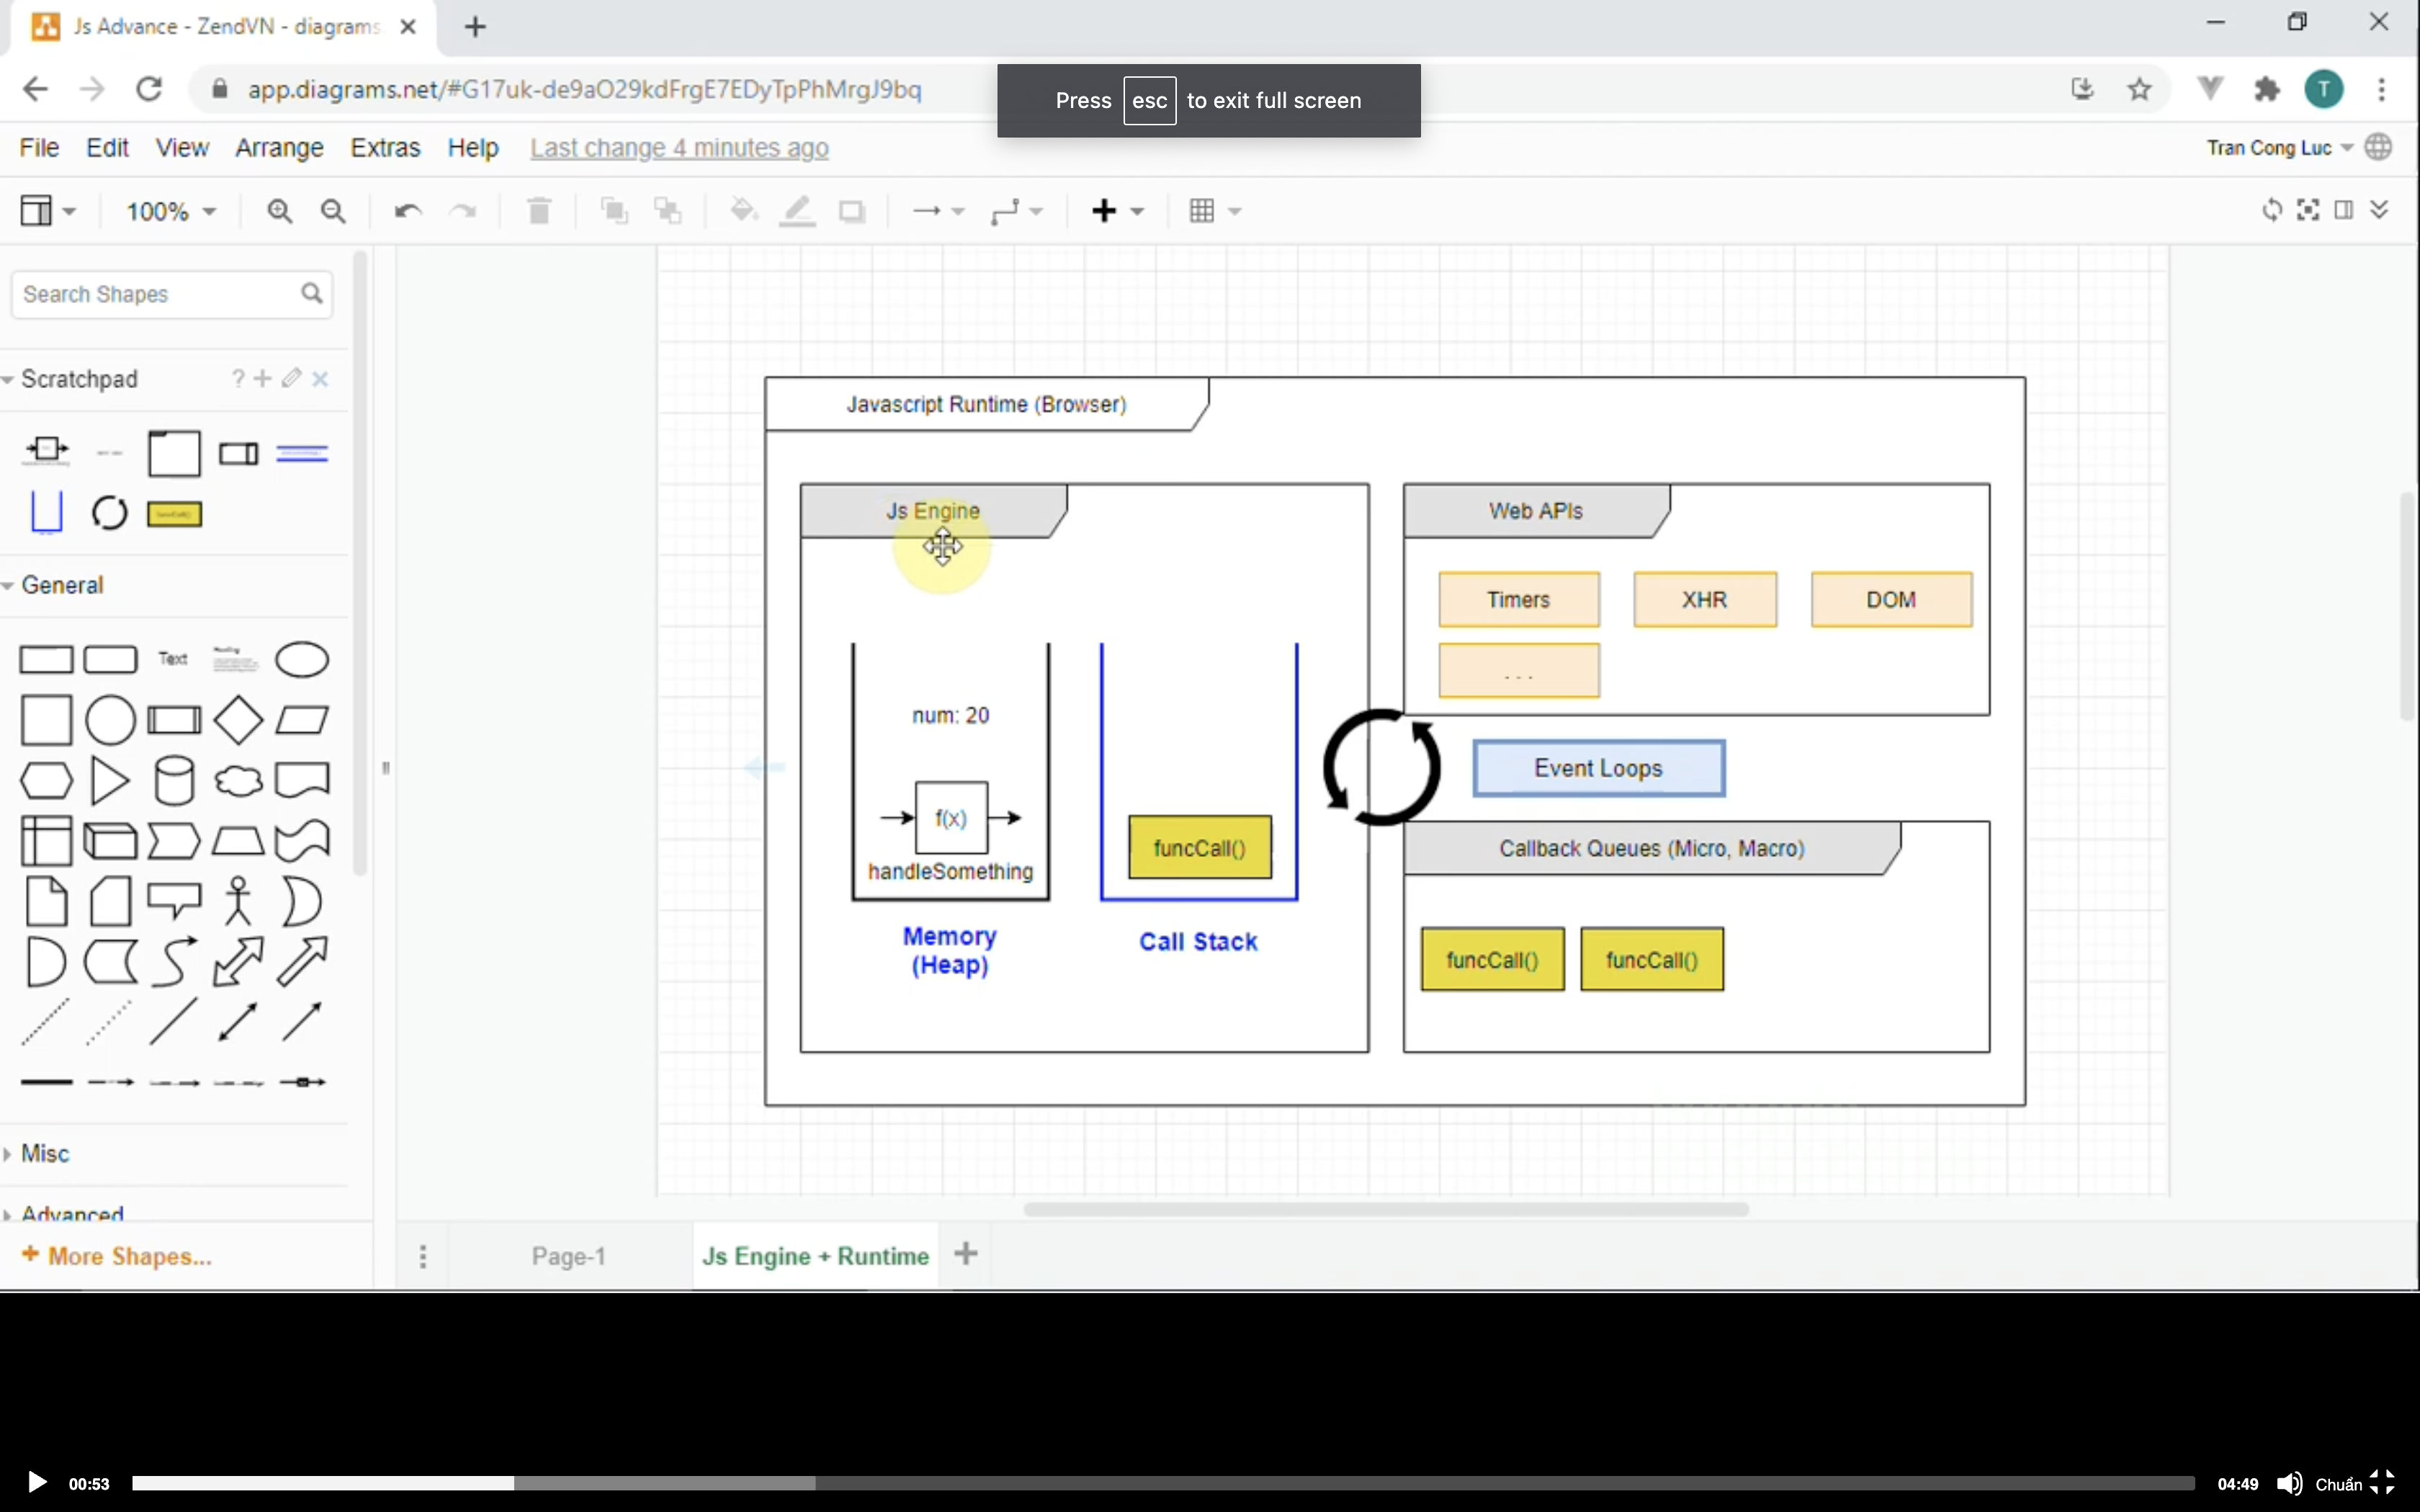 Js Advance - ZendVN - diagrams
app.diagrams.net/#G17uk-de9aO29kdFrgE7EDyTpPhMrgJ9bq
Press esc to exit full screen
T
File Edit View Arrange Extras Help Last change 4 minutes ago
Tran Cong Luc
100%
Search Shapes
Scratchpad
?
General
Text
Misc
Advanced
+ More Shapes...
Javascript Runtime (Browser)
Js Engine
Web APIs
Timers XHR DOM
. . .
num: 20
f(x)
handleSomething
funcCall()
Memory
(Heap)
Call Stack
Event Loops
Callback Queues (Micro, Macro)
funcCall() funcCall()
Page-1 Js Engine + Runtime
00:53 04:49 Chuẩn